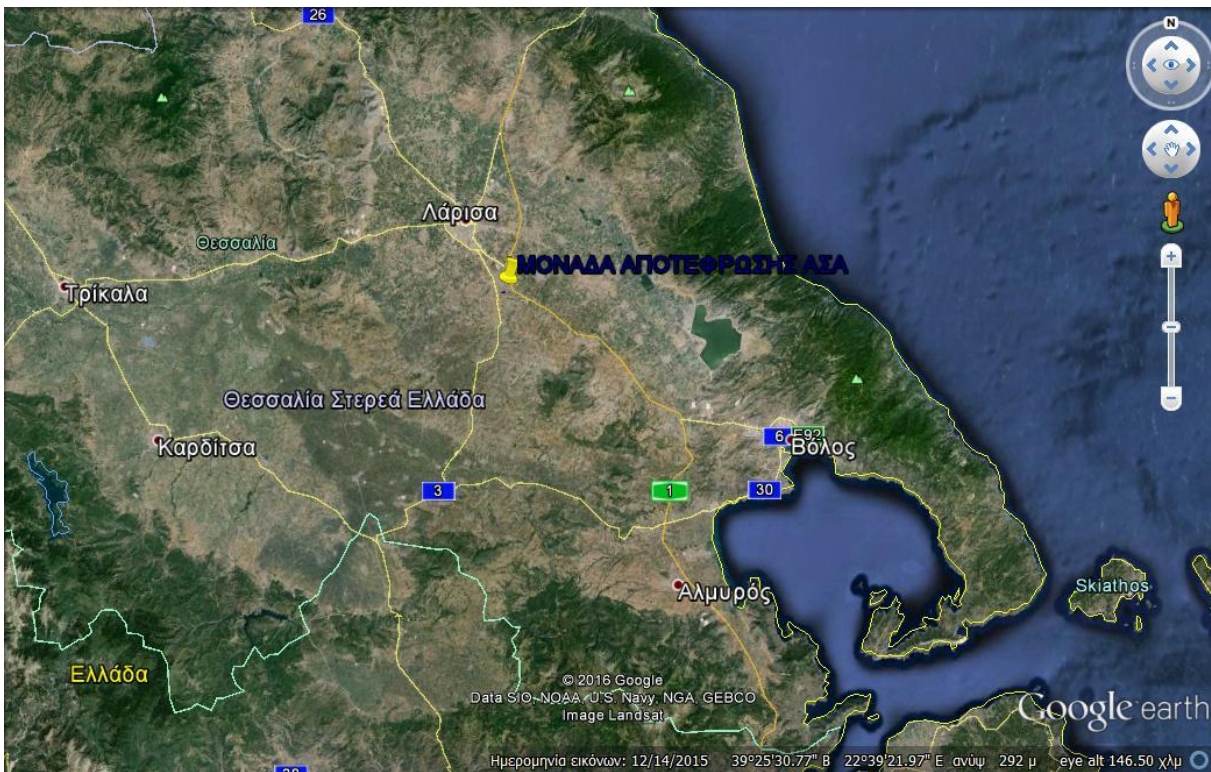 26
N
Λάρισα
Θεσσαλία
ΜΟΝΑΔΑ ΑΠΟΤΕΦΡΩΣΗΣ ΑΣΑ
Τρίκαλα
Θεσσαλία Στερεά Ελλάδα
Καρδίτσα
6 E92
Βόλος
3
1
30
Αλμυρός
Skiathos
Ελλάδα
© 2016 Google
Data SIO, NOAA, U.S. Navy, NGA, GEBCO
Image Landsat
Google earth
Ημερομηνία εικόνων: 12/14/2015 39°25'30.77" Β 22°39'21.97" Ε ανύψ 292 μ eye alt 146.50 χλμ